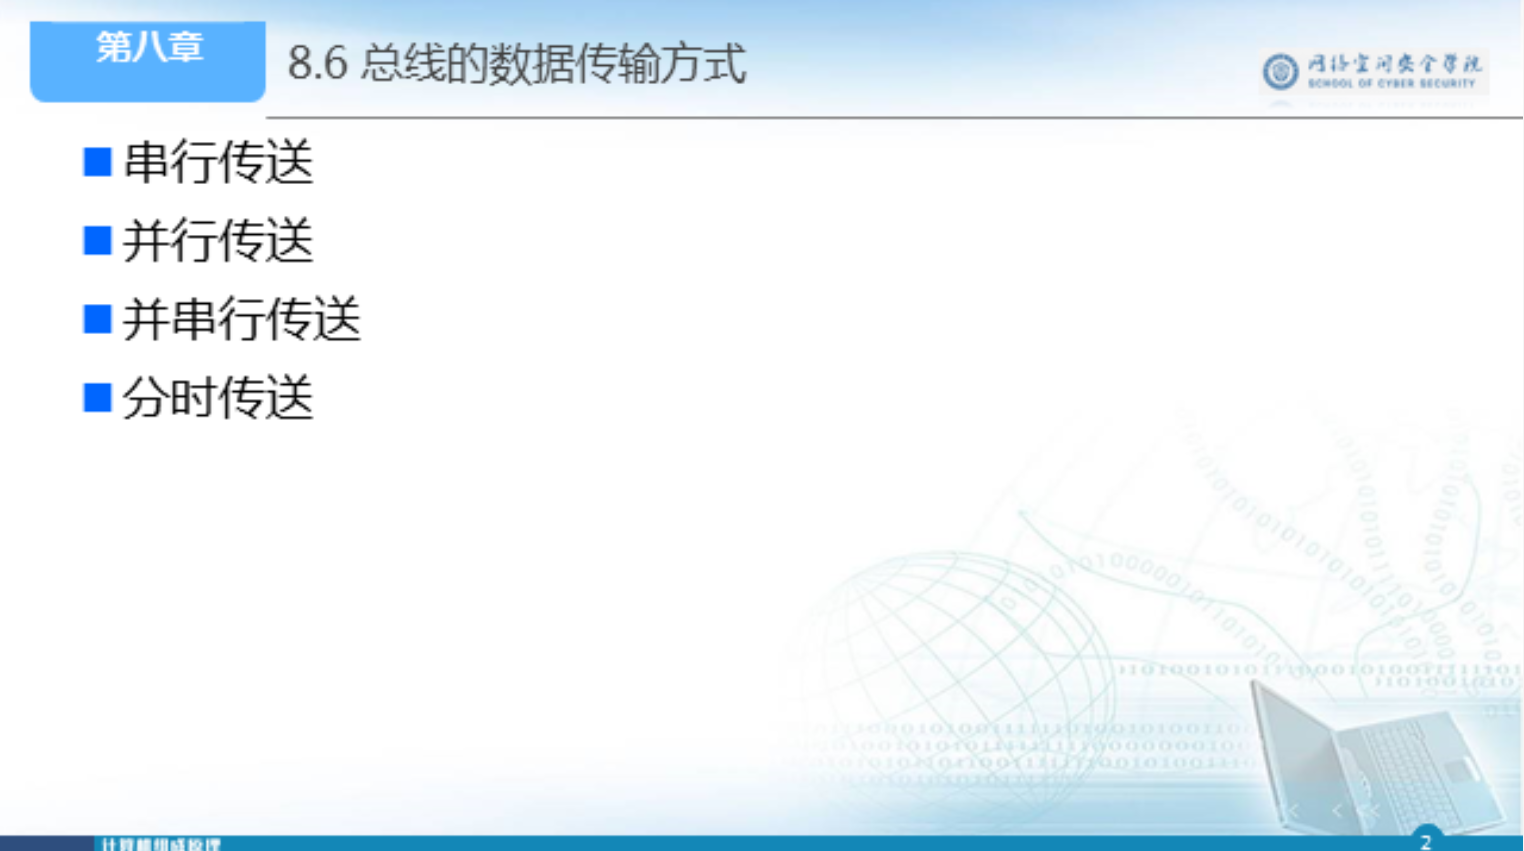 第八章
8.6 总线的数据传输方式
网络空间安全学院
SCHOOL OF CYBER SECURITY
串行传送
并行传送
并串行传送
分时传送
计算机组成原理
2